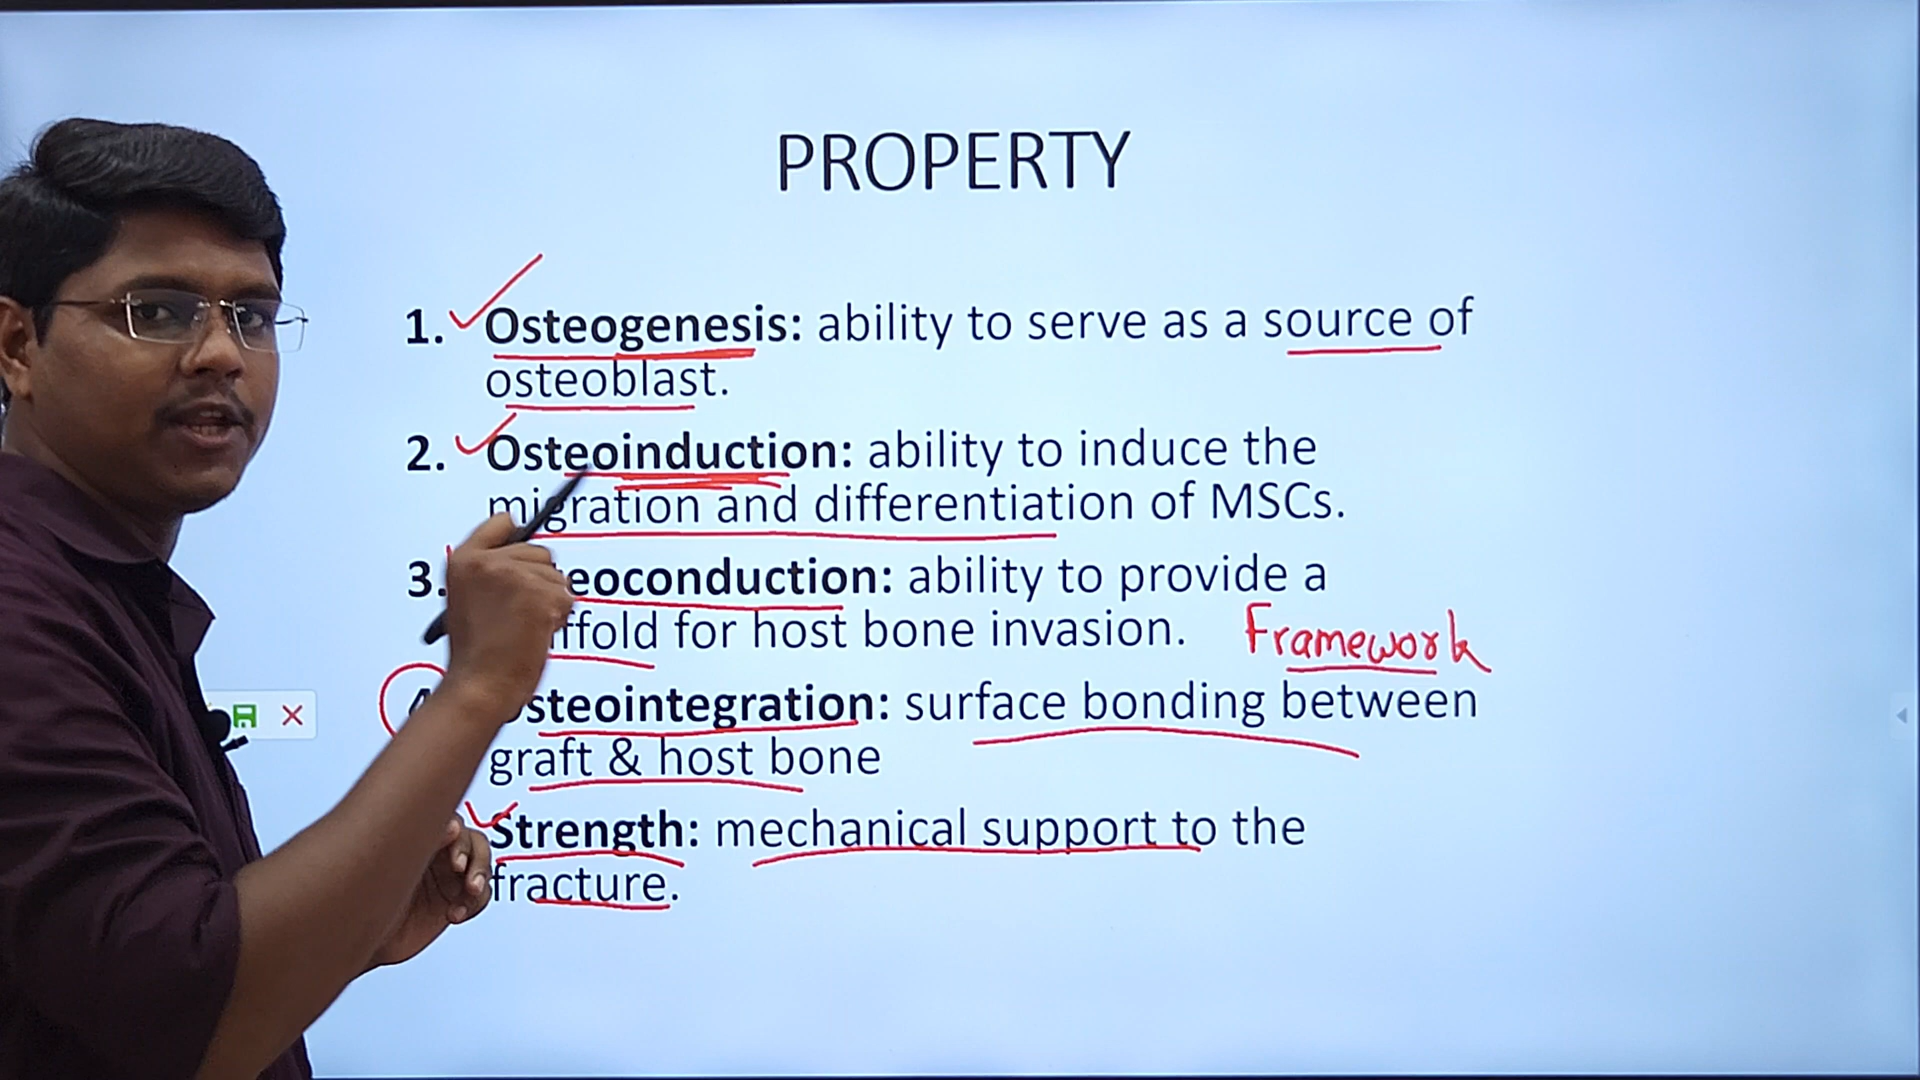 PROPERTY
1. Osteogenesis: ability to serve as a source of
osteoblast.
2. Osteoinduction: ability to induce the
migration and differentiation of MSCs.
3. eoconduction: ability to provide a
ffold for host bone invasion. Framework
steointegration: surface bonding between
graft & host bone
Strength: mechanical support to the
fracture.